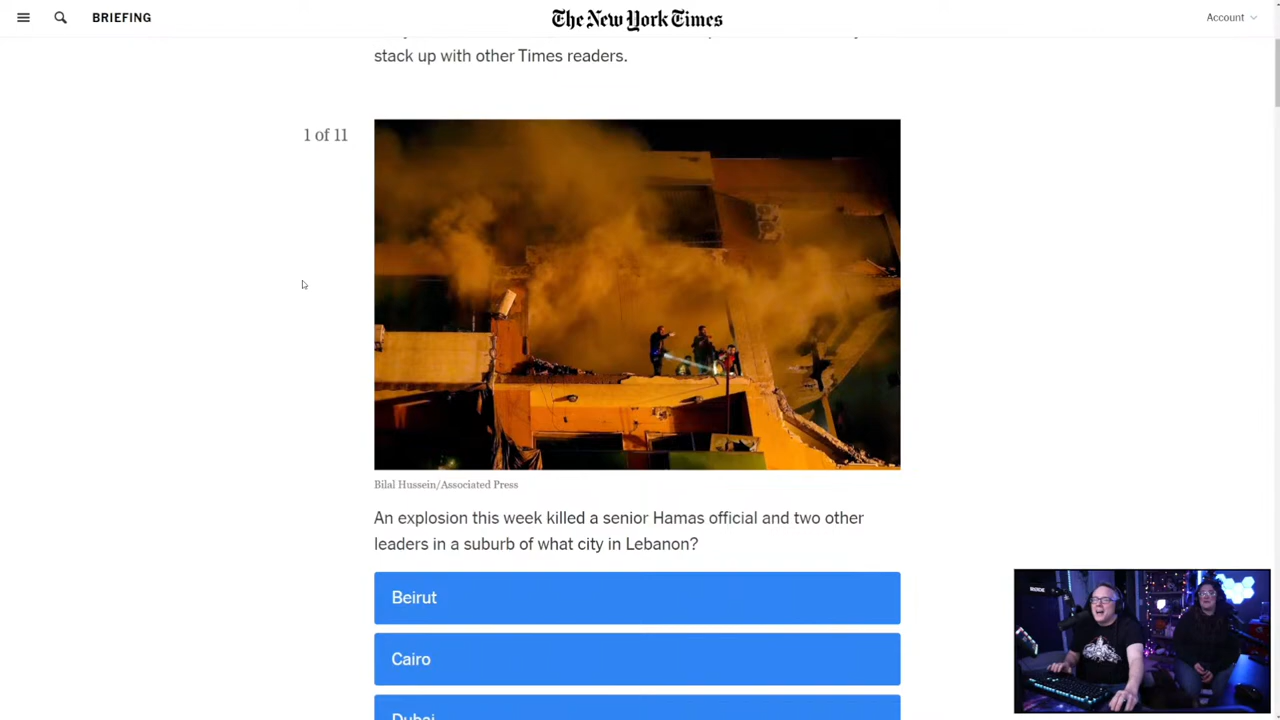 BRIEFING
The New York Times
Account
stack up with other Times readers.
1 of 11
Bilal Hussein/Associated Press
An explosion this week killed a senior Hamas official and two other
leaders in a suburb of what city in Lebanon?
Beirut
Cairo
Dubai